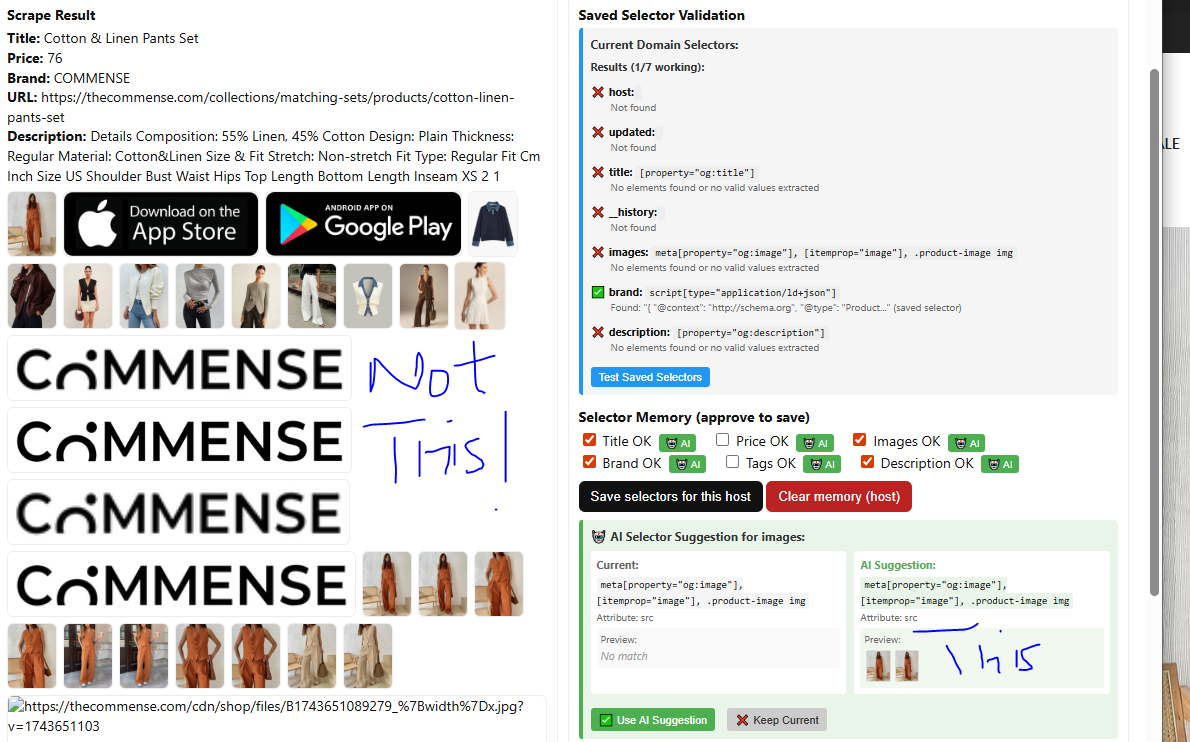 Scrape Result
Title: Cotton & Linen Pants Set
Price: 76
Brand: COMMENSE
URL: https://thecommense.com/collections/matching-sets/products/cotton-linen-
pants-set
Description: Details Composition: 55% Linen, 45% Cotton Design: Plain Thickness:
Regular Material: Cotton&Linen Size & Fit Stretch: Non-stretch Fit Type: Regular Fit Cm
Inch Size US Shoulder Bust Waist Hips Top Length Bottom Length Inseam XS 2 1
Download on the
App Store
ANDROID APP ON
Google Play
COMMENSE
Not
COMMENSE
This!
COMMENSE
COMMENSE
https://thecommense.com/cdn/shop/files/B1743651089279_%7Bwidth%7Dx.jpg?
v=1743651103
Saved Selector Validation
Current Domain Selectors:
Results (1/7 working):
host:
Not found
updated:
Not found
title: [property="og:title"]
No elements found or no valid values extracted
__history:
Not found
images: meta[property="og:image"], [itemprop="image"], .product-image img
No elements found or no valid values extracted
brand: script[type="application/ld+json"]
Found: "{ "@context": "http://schema.org", "@type": "Product..." (saved selector)
description: [property="og:description"]
No elements found or no valid values extracted
Test Saved Selectors
Selector Memory (approve to save)
Title OK AI Price OK AI Images OK AI
Brand OK AI Tags OK AI Description OK AI
Save selectors for this host Clear memory (host)
AI Selector Suggestion for images:
Current:
meta[property="og:image"],
[itemprop="image"], .product-image img
Attribute: src
Preview:
No match
AI Suggestion:
meta[property="og:image"],
[itemprop="image"], .product-image img
Attribute: src
Preview:
This
Use AI Suggestion Keep Current